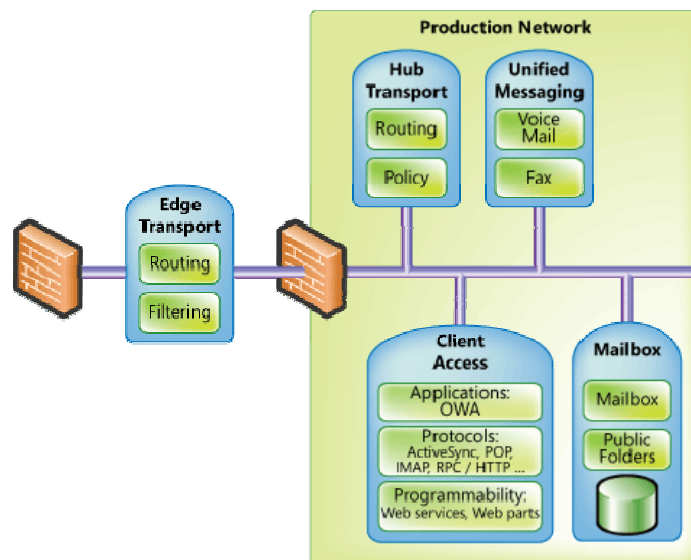 Production Network
Hub
Transport
Routing
Policy
Unified
Messaging
Voice
Mail
Fax
Edge
Transport
Routing
Filtering
Client
Access
Applications:
OWA
Protocols:
ActiveSync, POP,
IMAP, RPC / HTTP ...
Programmability:
Web services, Web parts
Mailbox
Mailbox
Public
Folders